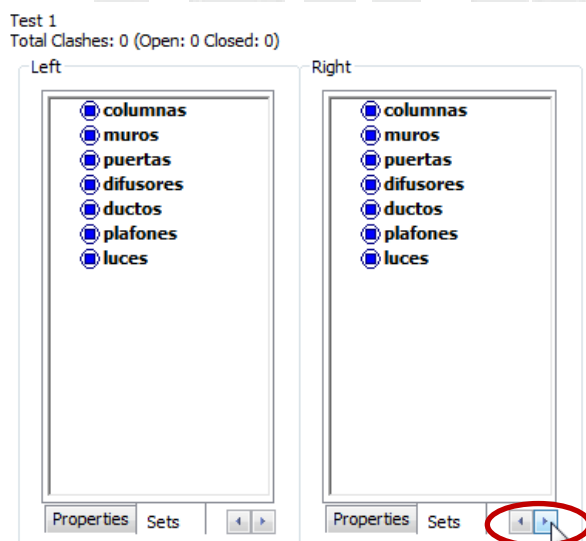 Test 1
Total Clashes: 0 (Open: 0 Closed: 0)
Left
columnas
muros
puertas
difusores
ductos
plafones
luces
Properties Sets
Right
columnas
muros
puertas
difusores
ductos
plafones
luces
Properties Sets